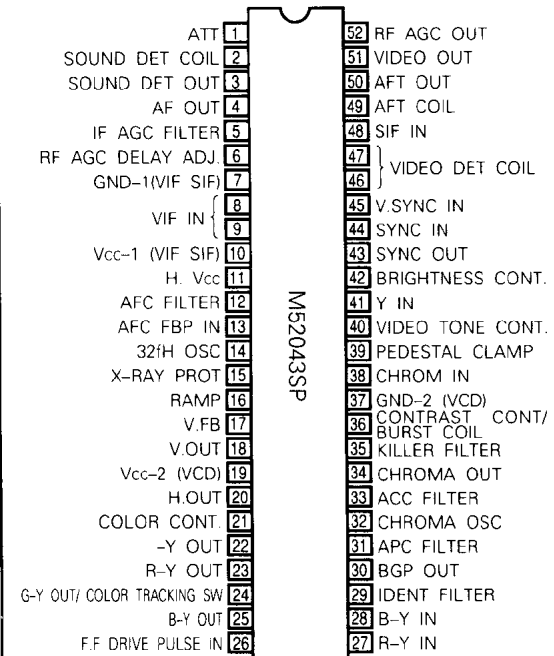 ATT 1
SOUND DET COIL 2
SOUND DET OUT 3
AF OUT 4
IF AGC FILTER 5
RF AGC DELAY ADJ. 6
GND-1(VIF SIF) 7
VIF IN
8
9
Vcc-1 (VIF SIF) 10
H. Vcc 11
AFC FILTER 12
AFC FBP IN 13
32fH OSC 14
X-RAY PROT 15
RAMP 16
V.FB 17
V.OUT 18
Vcc-2 (VCD) 19
H.OUT 20
COLOR CONT. 21
-Y OUT 22
R-Y OUT 23
G-Y OUT/ COLOR TRACKING SW 24
B-Y OUT 25
F.F DRIVE PULSE IN 26
M52043SP
52 RF AGC OUT
51 VIDEO OUT
50 AFT OUT
49 AFT COIL
48 SIF IN
47
46
VIDEO DET COIL
45 V.SYNC IN
44 SYNC IN
43 SYNC OUT
42 BRIGHTNESS CONT.
41 Y IN
40 VIDEO TONE CONT.
39 PEDESTAL CLAMP
38 CHROM IN
37 GND-2 (VCD)
36 CONTRAST CONT/
BURST COIL
35 KILLER FILTER
34 CHROMA OUT
33 ACC FILTER
32 CHROMA OSC
31 APC FILTER
30 BGP OUT
29 IDENT FILTER
28 B-Y IN
27 R-Y IN